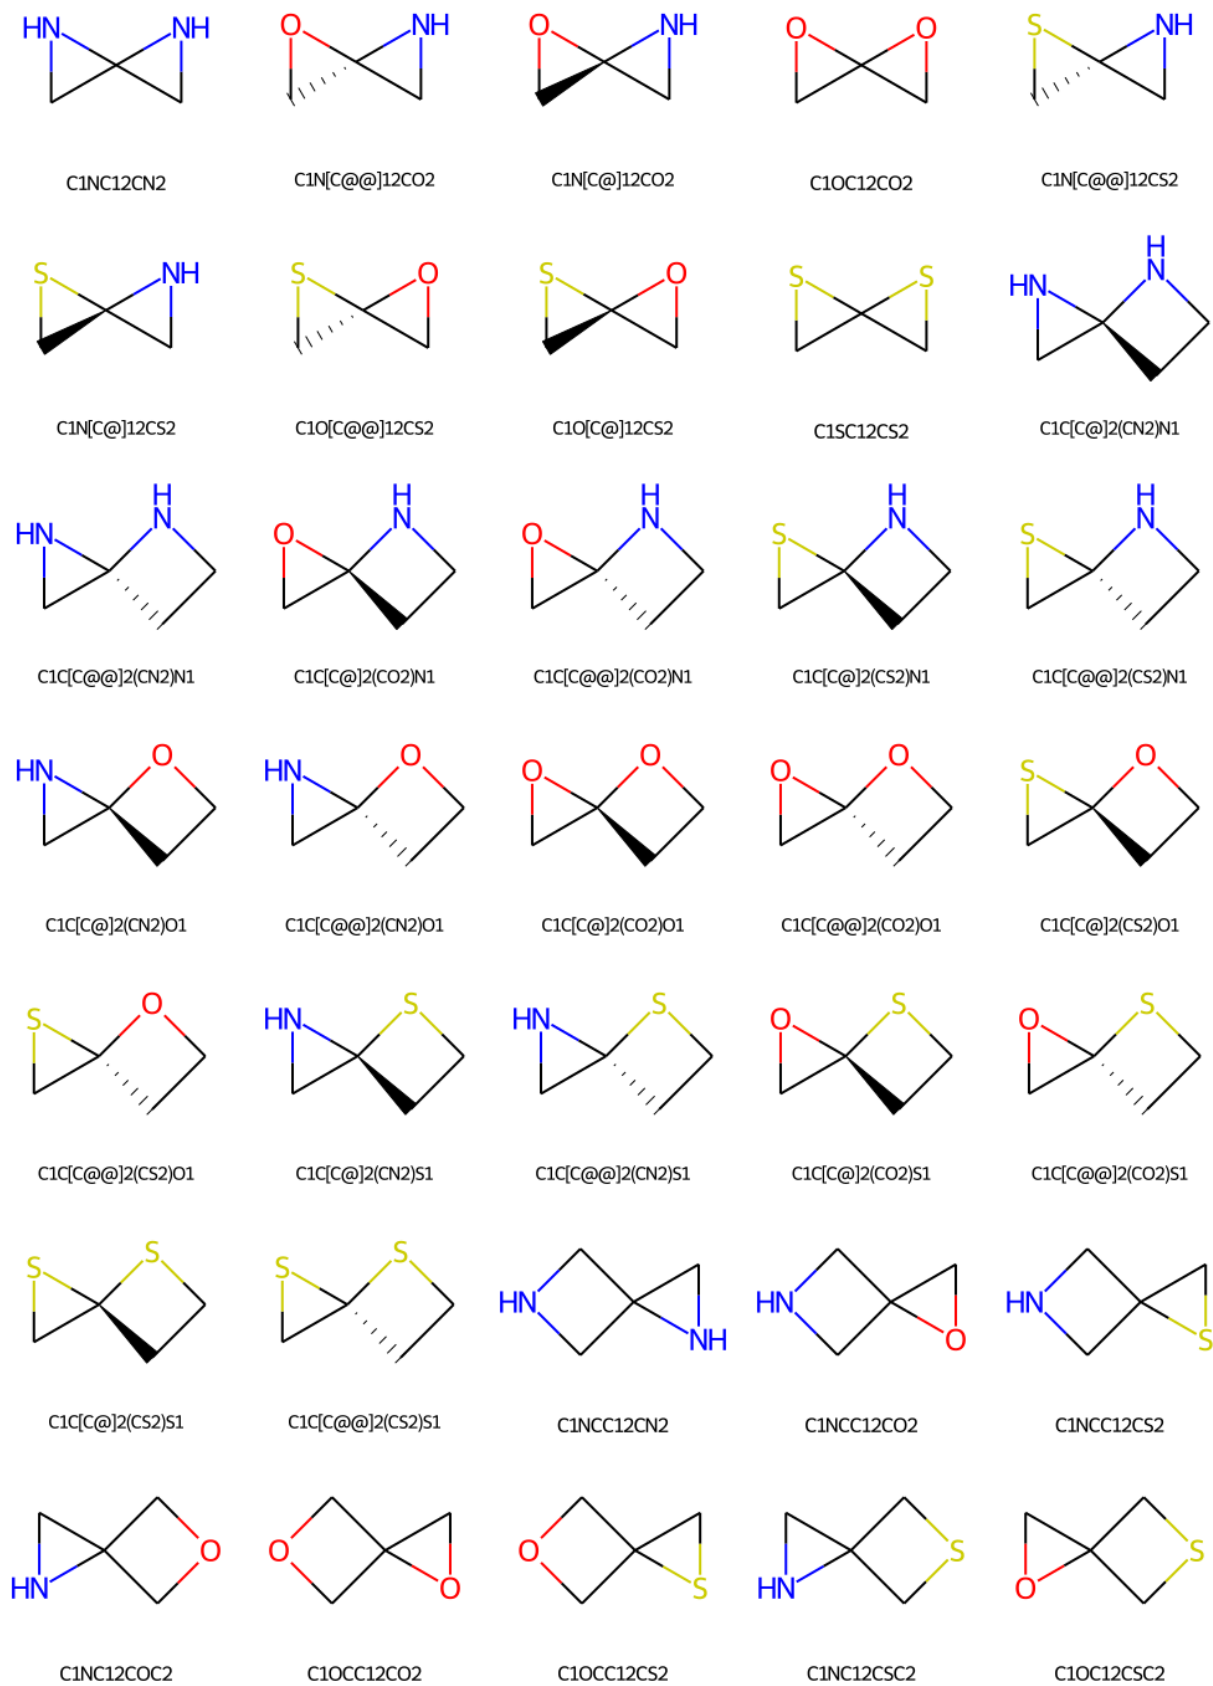 HN NH O NH O NH O O S NH
C1NC12CN2 C1N[C@@]12CO2 C1N[C@]12CO2 C1OC12CO2 C1N[C@@]12CS2
H
S NH S O S O S S HN N
C1N[C@]12CS2 C1O[C@@]12CS2 C1O[C@]12CS2 C1SC12CS2 C1C[C@]2(CN2)N1
H H H H H
HN N O N O N S N S N
C1C[C@@]2(CN2)N1 C1C[C@]2(CO2)N1 C1C[C@@]2(CO2)N1 C1C[C@]2(CS2)N1 C1C[C@@]2(CS2)N1
HN O HN O O O O O S O
C1C[C@]2(CN2)O1 C1C[C@@]2(CN2)O1 C1C[C@]2(CO2)O1 C1C[C@@]2(CO2)O1 C1C[C@]2(CS2)O1
S O HN S HN S O S O S
C1C[C@@]2(CS2)O1 C1C[C@]2(CN2)S1 C1C[C@@]2(CN2)S1 C1C[C@]2(CO2)S1 C1C[C@@]2(CO2)S1
S S S S HN NH HN O HN S
C1C[C@]2(CS2)S1 C1C[C@@]2(CS2)S1 C1NCC12CN2 C1NCC12CO2 C1NCC12CS2
HN O O O O S HN S O S
C1NC12COC2 C1OCC12CO2 C1OCC12CS2 C1NC12CSC2 C1OC12CSC2